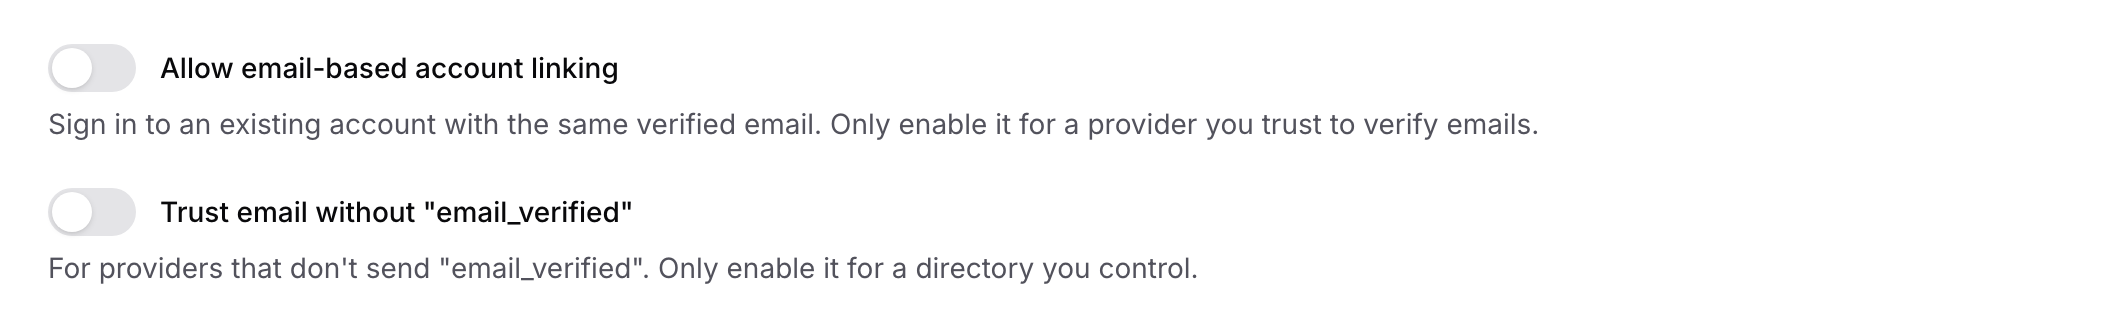 Allow email-based account linking
Sign in to an existing account with the same verified email. Only enable it for a provider you trust to verify emails.
Trust email without "email_verified"
For providers that don't send "email_verified". Only enable it for a directory you control.